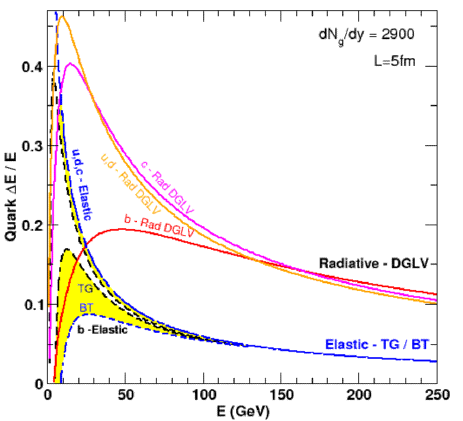 dN_g/dy = 2900
L=5fm
0.4
0.3
0.2
0.1
0
Quark ΔE / E
u,d,c - Elastic
u,d - Rad DGLV
c - Rad DGLV
b - Rad DGLV
Radiative - DGLV
TG
BT
b -Elastic
Elastic - TG / BT
0 50 100 150 200 250
E (GeV)